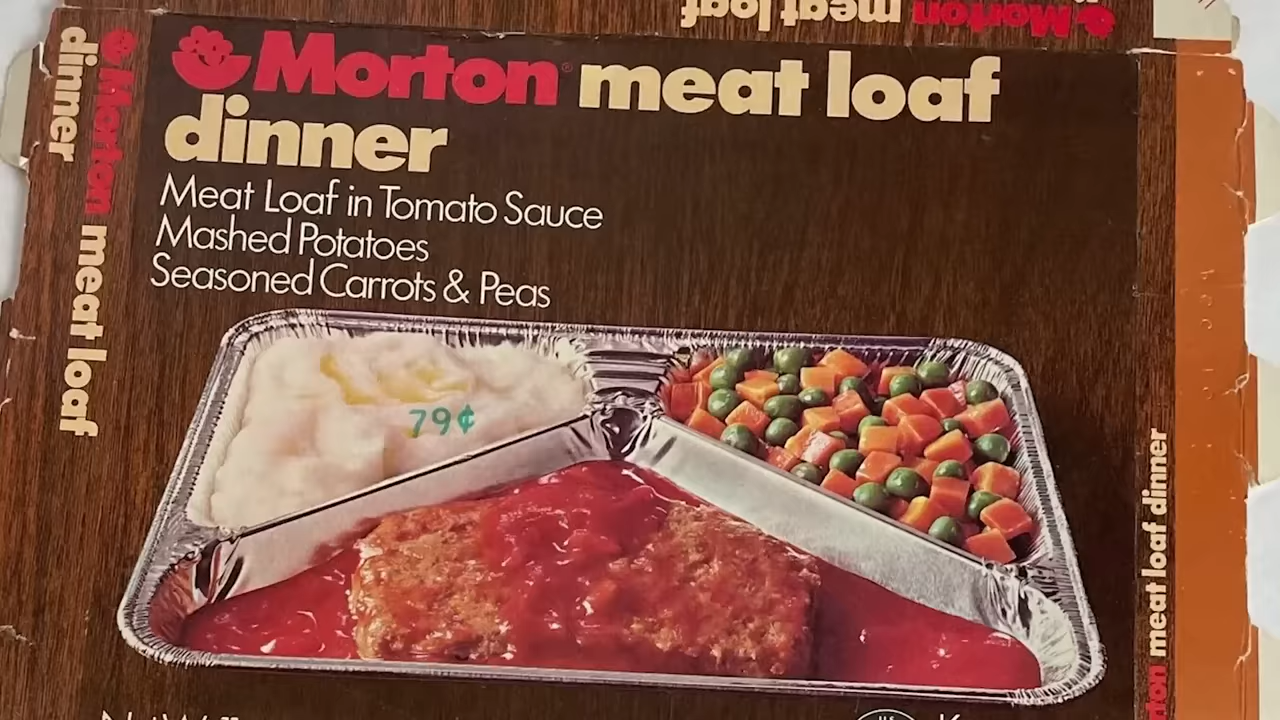 Morton meat loaf
Morton® meat loaf
dinner
Meat Loaf in Tomato Sauce
Mashed Potatoes
Seasoned Carrots & Peas
79¢
Morton meat loaf
dinner
meat loaf dinner